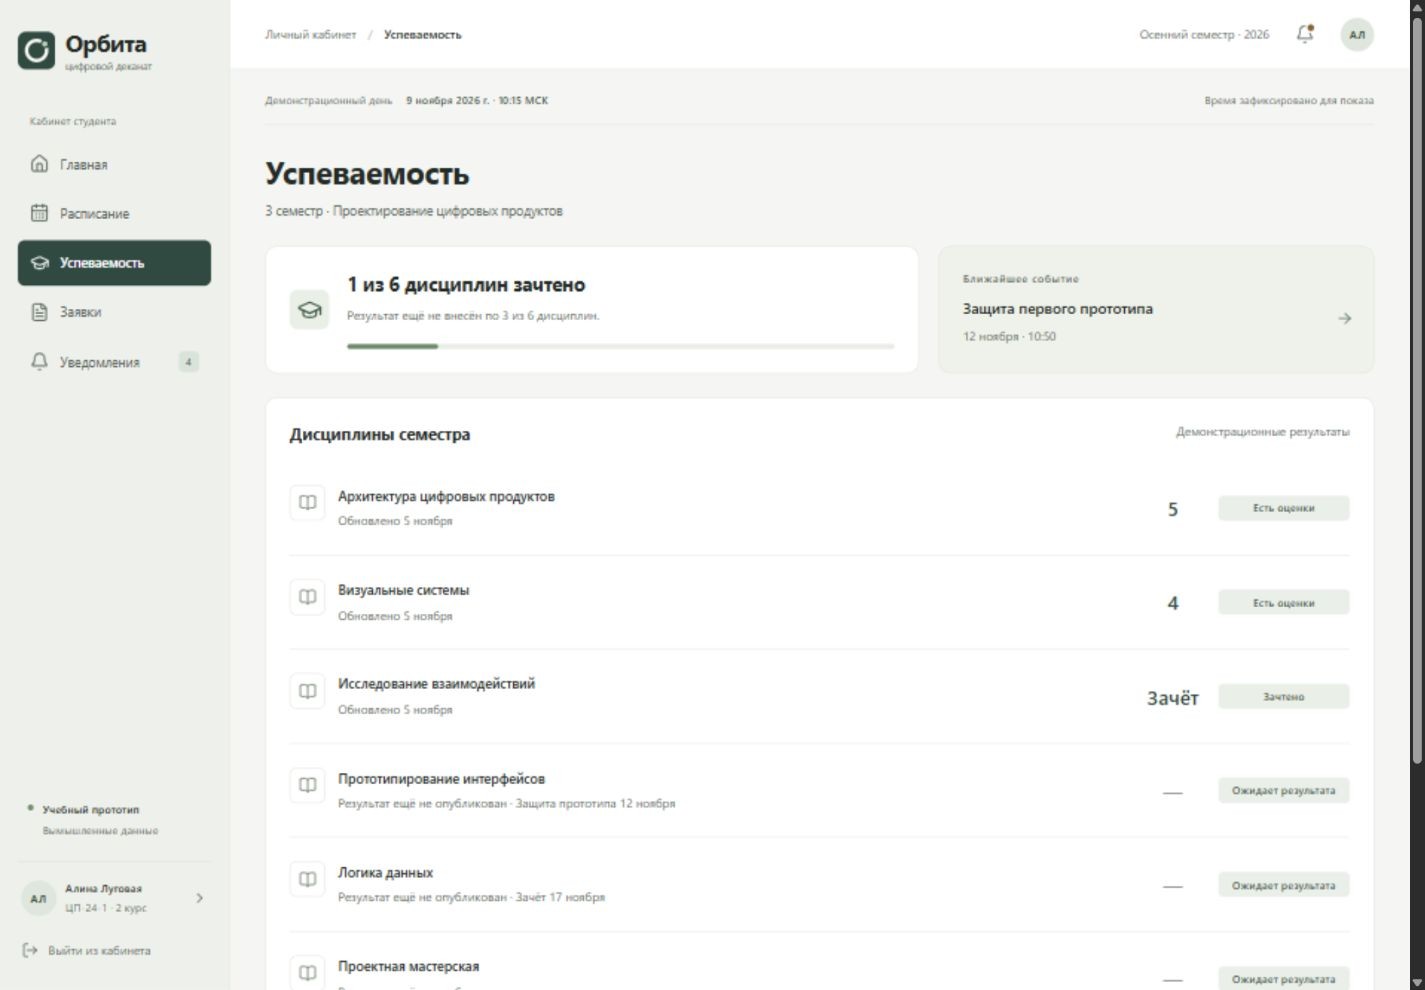 Орбита
цифровой деканат
Кабинет студента
Главная
Расписание
Успеваемость
Заявки
Уведомления 4
Учебный прототип
Вымышленные данные
АЛ
Алина Луговая
ЦП-24-1 · 2 курс
Выйти из кабинета
Личный кабинет / Успеваемость
Осенний семестр · 2026
АЛ
Демонстрационный день 9 ноября 2026 г. · 10:15 МСК
Время зафиксировано для показа
Успеваемость
3 семестр · Проектирование цифровых продуктов
1 из 6 дисциплин зачтено
Результат ещё не внесён по 3 из 6 дисциплин.
Ближайшее событие
Защита первого прототипа
12 ноября · 10:50
Дисциплины семестра
Демонстрационные результаты
Архитектура цифровых продуктов
Обновлено 5 ноября
5 Есть оценки
Визуальные системы
Обновлено 5 ноября
4 Есть оценки
Исследование взаимодействий
Обновлено 5 ноября
Зачёт Зачтено
Прототипирование интерфейсов
Результат ещё не опубликован · Защита прототипа 12 ноября
— Ожидает результата
Логика данных
Результат ещё не опубликован · Зачёт 17 ноября
— Ожидает результата
Проектная мастерская
— Ожидает результата